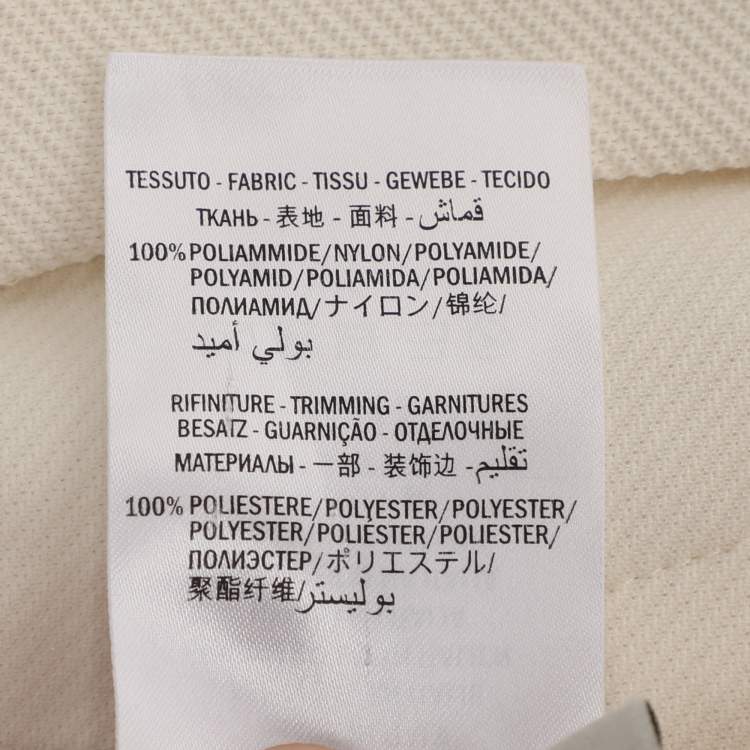 TESSUTO - FABRIC - TISSU - GEWEBE - TECIDO
ТКАНЬ - 表地 - 面料 - قماش
100% POLIAMMIDE/NYLON/POLYAMIDE/
POLYAMID/POLIAMIDA/POLIAMIDA/
ПОЛИАМИД/ナイロン/锦纶/
بولي أميد
RIFINITURE - TRIMMING - GARNITURES
BESATZ - GUARNIÇÃO - ОТДЕЛОЧНЫЕ
МАТЕРИАЛЫ - 一部 - 装饰边 - تقليم
100% POLIESTERE/POLYESTER/POLYESTER/
POLYESTER/POLIÉSTER/POLIESTER/
ПОЛИЭСТЕР/ポリエステル/
聚酯纤维/بوليستر